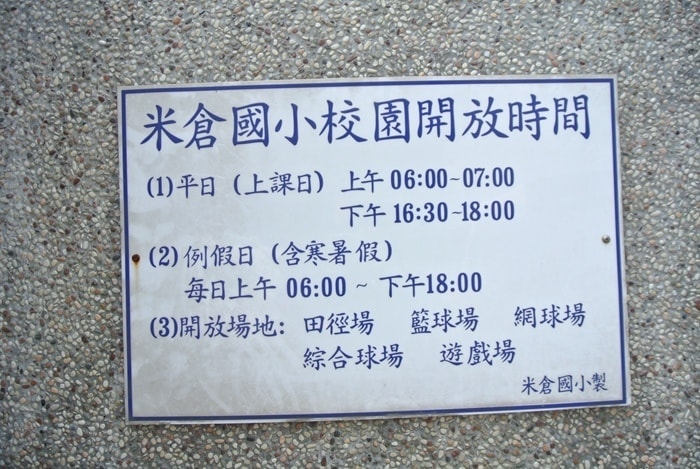 米倉國小校園開放時間
(1)平日（上課日）上午 06:00~07:00
下午 16:30~18:00
(2)例假日（含寒暑假）
每日上午 06:00 ~ 下午18:00
(3)開放場地: 田徑場 籃球場 網球場
綜合球場 遊戲場
米倉國小製